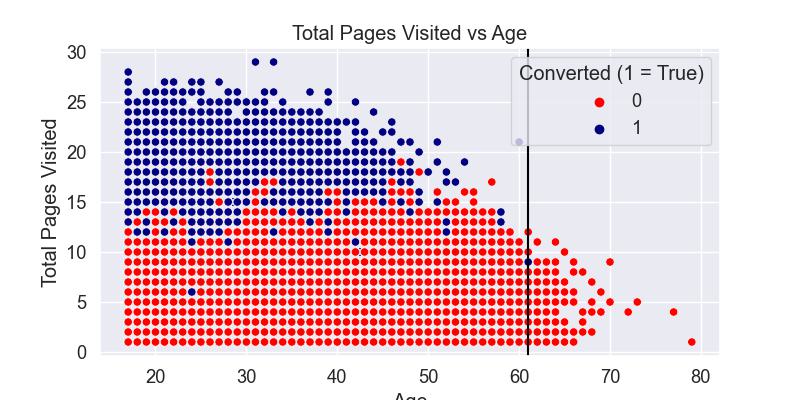 Total Pages Visited vs Age
Converted (1 = True)
0
1
Total Pages Visited
30
25
20
15
10
5
0
20 30 40 50 60 70 80
Age